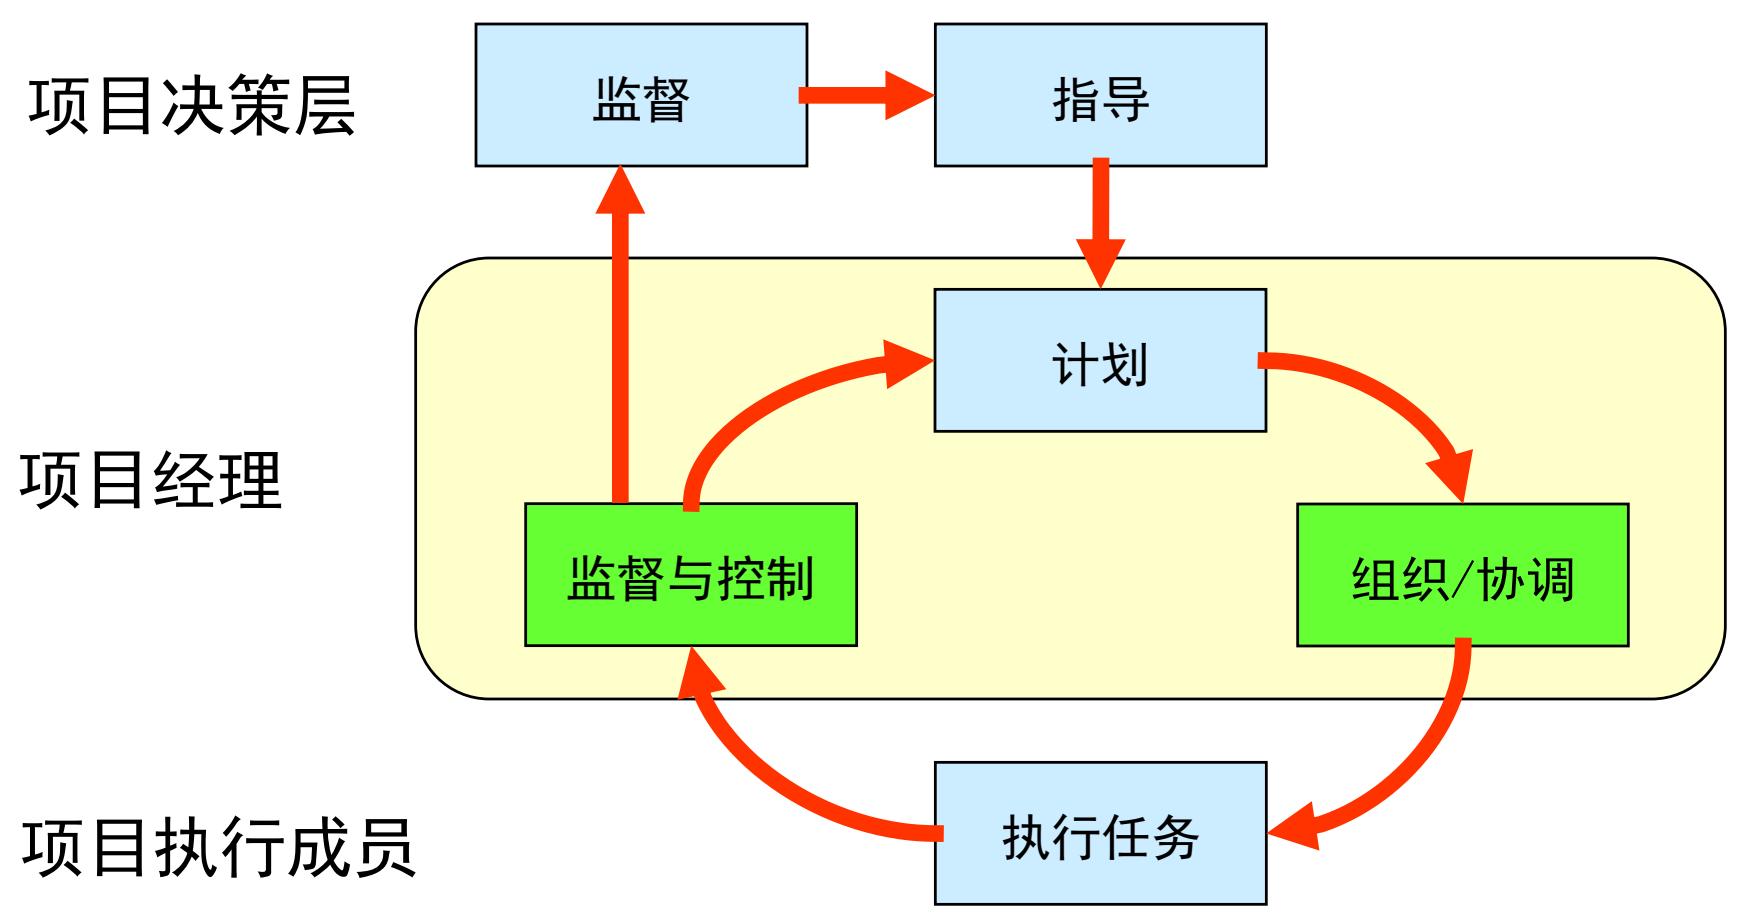 项目决策层
监督
指导
计划
项目经理
监督与控制
组织/协调
项目执行成员
执行任务